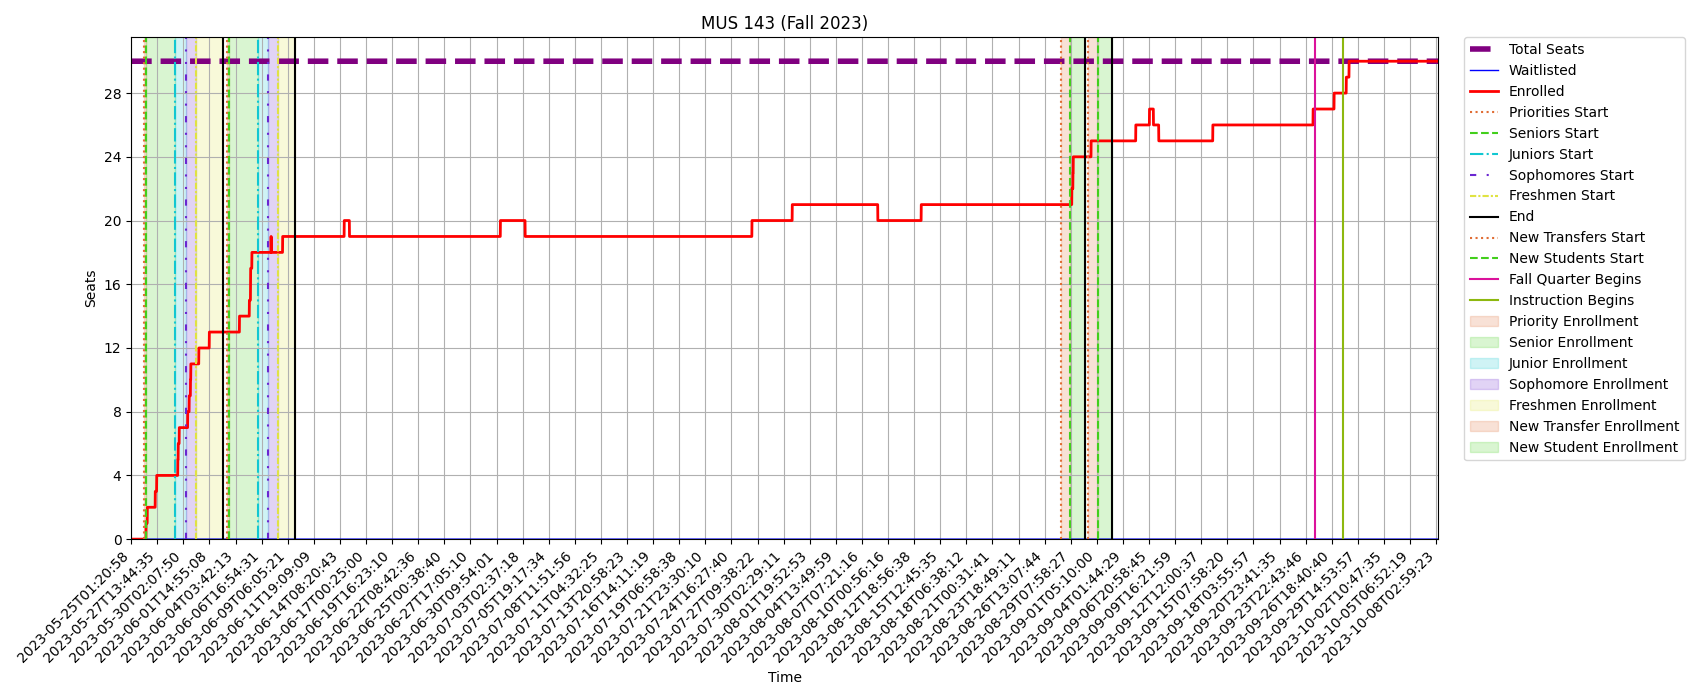 MUS 143 (Fall 2023)
Seats
28
24
20
16
12
8
4
0
2023-05-25T01:20:58
2023-05-27T13:44:35
2023-05-30T02:07:50
2023-06-01T14:55:08
2023-06-04T03:42:13
2023-06-06T16:54:31
2023-06-09T06:05:21
2023-06-11T19:09:09
2023-06-14T08:20:43
2023-06-17T00:25:00
2023-06-19T16:23:10
2023-06-22T08:42:36
2023-06-25T00:38:40
2023-06-27T17:05:10
2023-06-30T09:54:01
2023-07-03T02:37:18
2023-07-05T19:17:34
2023-07-08T11:51:56
2023-07-11T04:32:25
2023-07-13T20:58:23
2023-07-16T14:11:19
2023-07-19T06:58:38
2023-07-21T23:30:10
2023-07-24T16:27:40
2023-07-27T09:38:22
2023-07-30T02:29:11
2023-08-01T19:52:53
2023-08-04T13:49:59
2023-08-07T07:21:16
2023-08-10T00:56:16
2023-08-12T18:56:38
2023-08-15T12:45:35
2023-08-18T06:38:12
2023-08-21T00:31:41
2023-08-23T18:49:11
2023-08-26T13:07:44
2023-08-29T07:58:27
2023-09-01T05:10:00
2023-09-04T01:44:29
2023-09-06T20:58:45
2023-09-09T16:21:59
2023-09-12T12:00:37
2023-09-15T07:58:20
2023-09-18T03:55:57
2023-09-20T23:41:35
2023-09-23T22:43:46
2023-09-26T18:40:40
2023-09-29T14:53:57
2023-10-02T10:47:35
2023-10-05T06:52:19
2023-10-08T02:59:23
Time
Total Seats
Waitlisted
Enrolled
Priorities Start
Seniors Start
Juniors Start
Sophomores Start
Freshmen Start
End
New Transfers Start
New Students Start
Fall Quarter Begins
Instruction Begins
Priority Enrollment
Senior Enrollment
Junior Enrollment
Sophomore Enrollment
Freshmen Enrollment
New Transfer Enrollment
New Student Enrollment